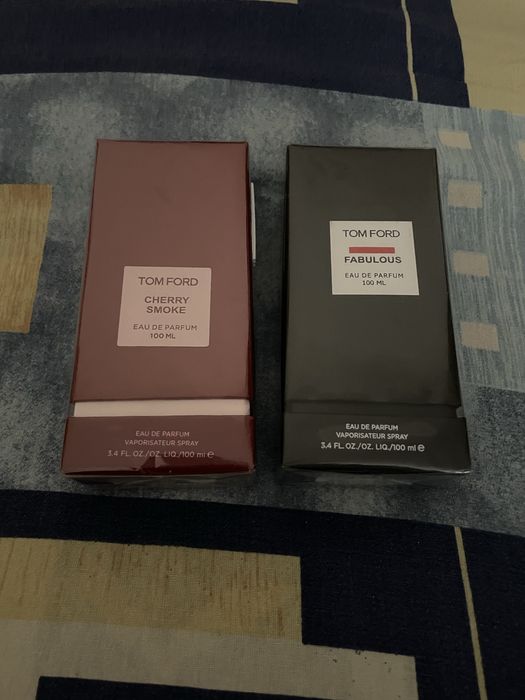 TOM FORD
CHERRY
SMOKE
EAU DE PARFUM
100 ML
EAU DE PARFUM
VAPORISATEUR SPRAY
3.4 FL. OZ./OZ. LIQ./100 ml ℮
TOM FORD
FABULOUS
EAU DE PARFUM
100 ML
EAU DE PARFUM
VAPORISATEUR SPRAY
3.4 FL. OZ./OZ. LIQ./100 ml ℮